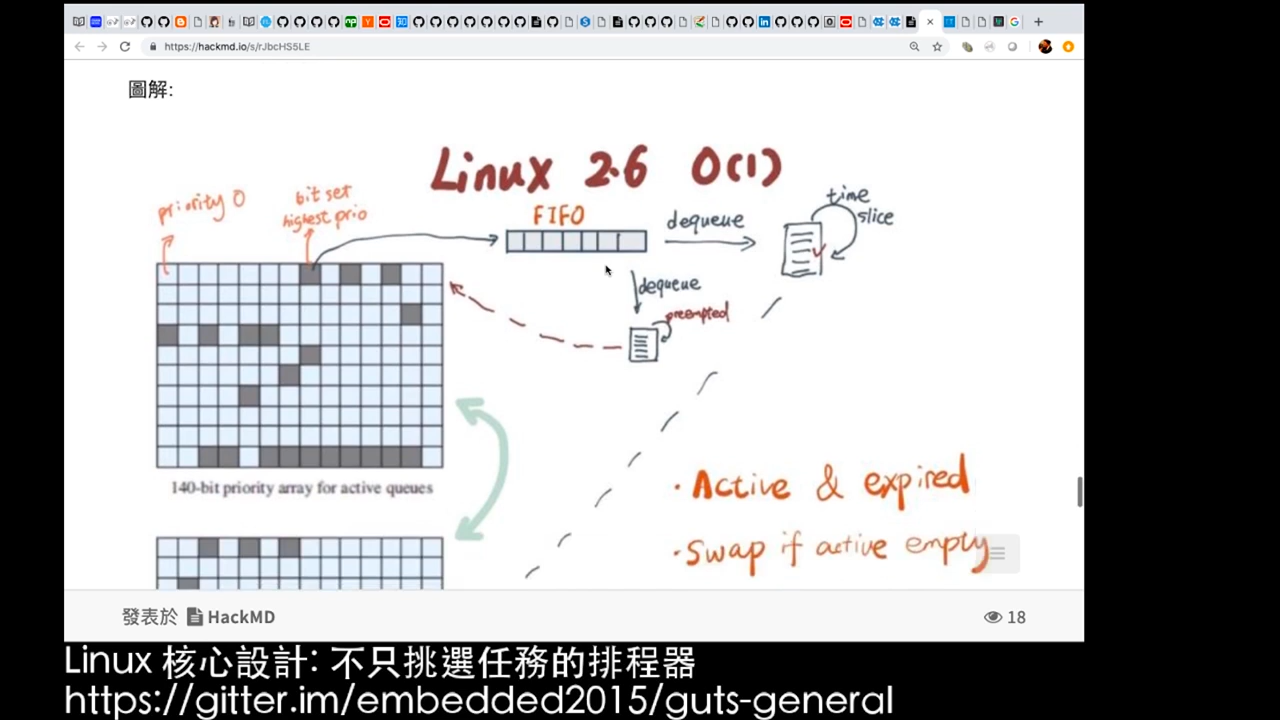 https://hackmd.io/s/rJbcHS5LE
圖解:
Linux 2.6 O(1)
priority 0
bit set
highest prio
FIFO
dequeue
time
slice
dequeue
preempted
140-bit priority array for active queues
· Active & expired
· Swap if active empty
發表於 HackMD
18
Linux 核心設計: 不只挑選任務的排程器
https://gitter.im/embedded2015/guts-general